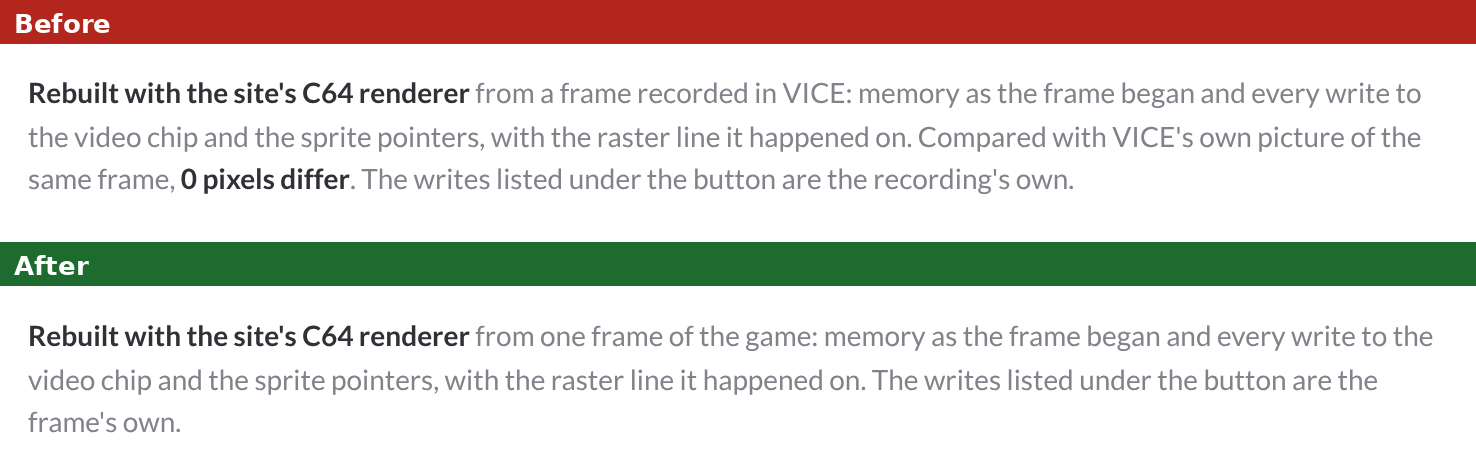 Before
Rebuilt with the site's C64 renderer from a frame recorded in VICE: memory as the frame began and every write to
the video chip and the sprite pointers, with the raster line it happened on. Compared with VICE's own picture of the
same frame, 0 pixels differ. The writes listed under the button are the recording's own.
After
Rebuilt with the site's C64 renderer from one frame of the game: memory as the frame began and every write to the
video chip and the sprite pointers, with the raster line it happened on. The writes listed under the button are the
frame's own.